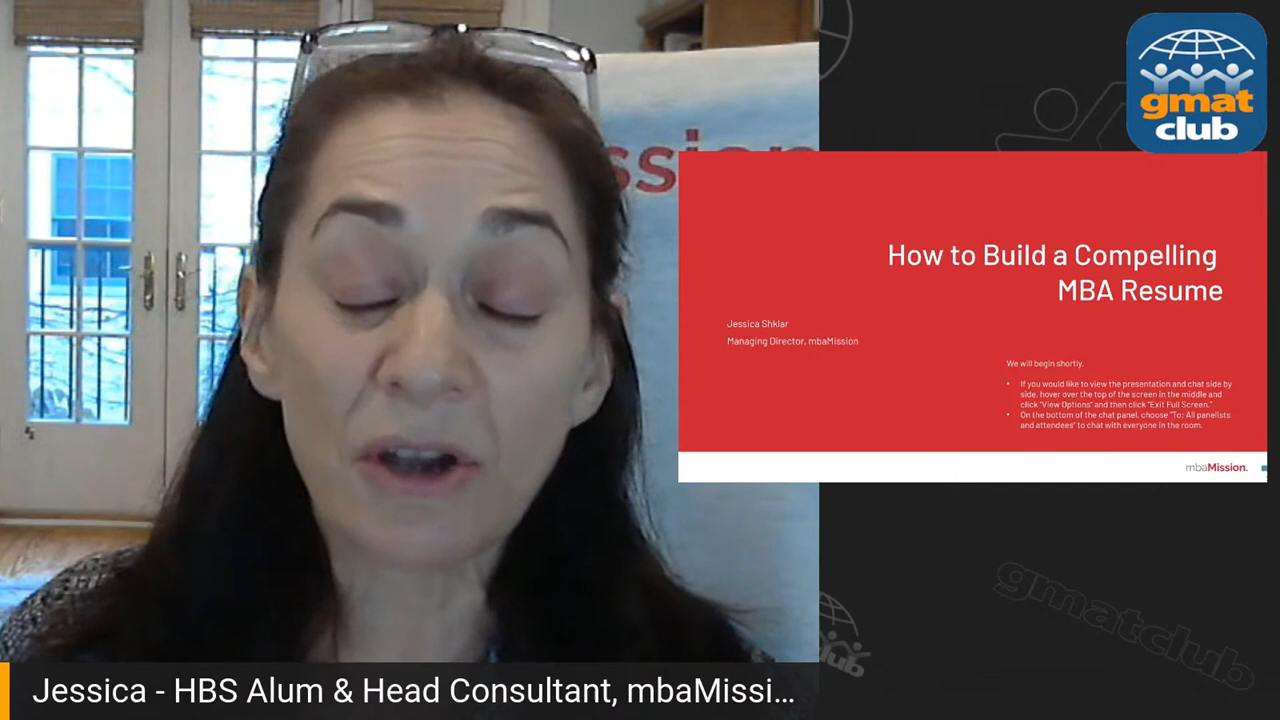 gmat
club
ssion
How to Build a Compelling
MBA Resume
Jessica Shklar
Managing Director, mbaMission
We will begin shortly.
• If you would like to view the presentation and chat side by
side, hover over the top of the screen in the middle and
click "View Options" and then click "Exit Full Screen."
• On the bottom of the chat panel, choose "To: All panelists
and attendees" to chat with everyone in the room.
mbaMission.
gmatclub
club
Jessica - HBS Alum & Head Consultant, mbaMissi...